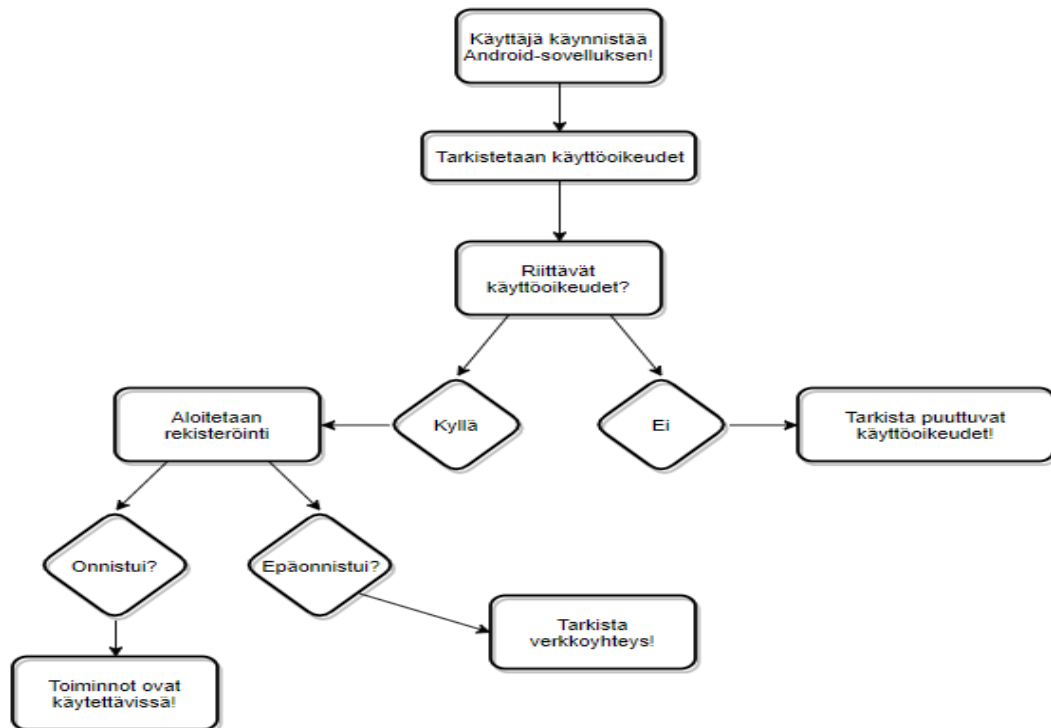 Käyttäjä käynnistää
Android-sovelluksen!
Tarkistetaan käyttöoikeudet
Riittävät
käyttöoikeudet?
Aloitetaan
rekisteröinti
Kyllä
Ei
Tarkista puuttuvat
käyttöoikeudet!
Onnistui?
Epäonnistui?
Tarkista
verkkoyhteys!
Toiminnot ovat
käytettävissä!